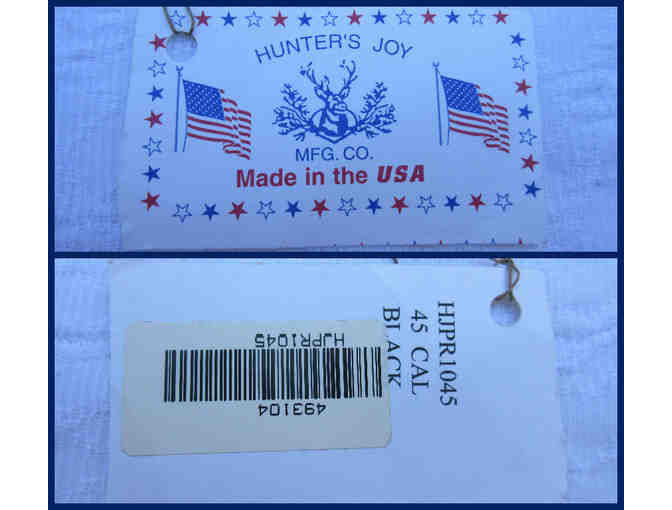 HUNTER'S JOY
MFG. CO.
Made in the USA
HJPR1045
45 CAL
BLACK
HJPR1045
493104